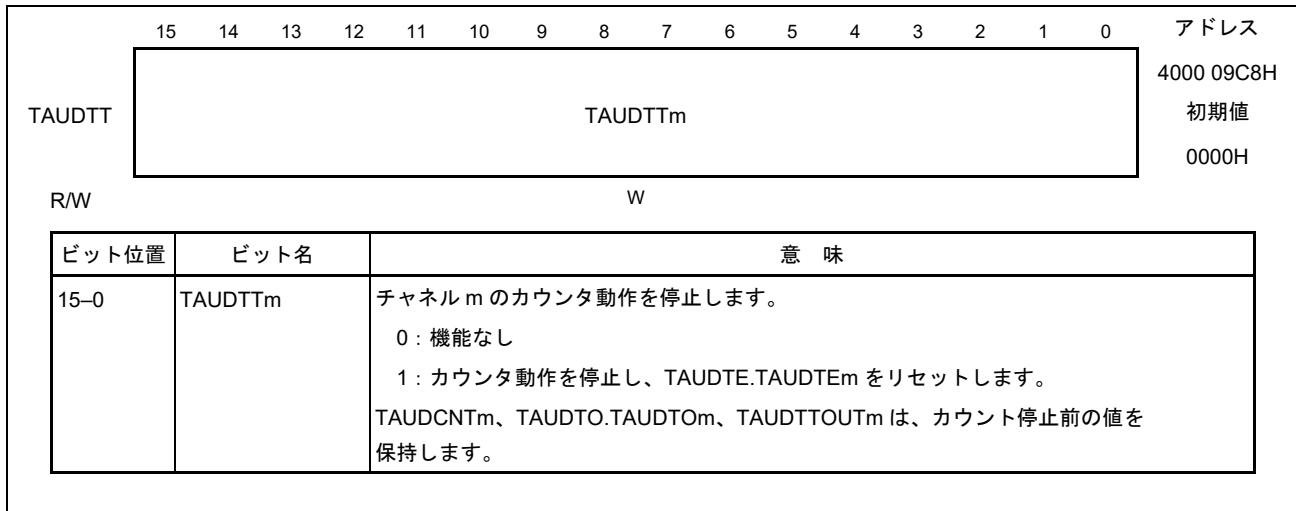 15 14 13 12 11 10 9 8 7 6 5 4 3 2 1 0 アドレス
4000 09C8H
TAUDTT TAUDTTm 初期値
0000H
R/W W
ビット位置 ビット名 意 味
15–0 TAUDTTm チャネル m のカウンタ動作を停止します。
0：機能なし
1：カウンタ動作を停止し、TAUDTE.TAUDTEm をリセットします。
TAUDCNTm、TAUDTO.TAUDTOm、TAUDTTOUTm は、カウント停止前の値を
保持します。